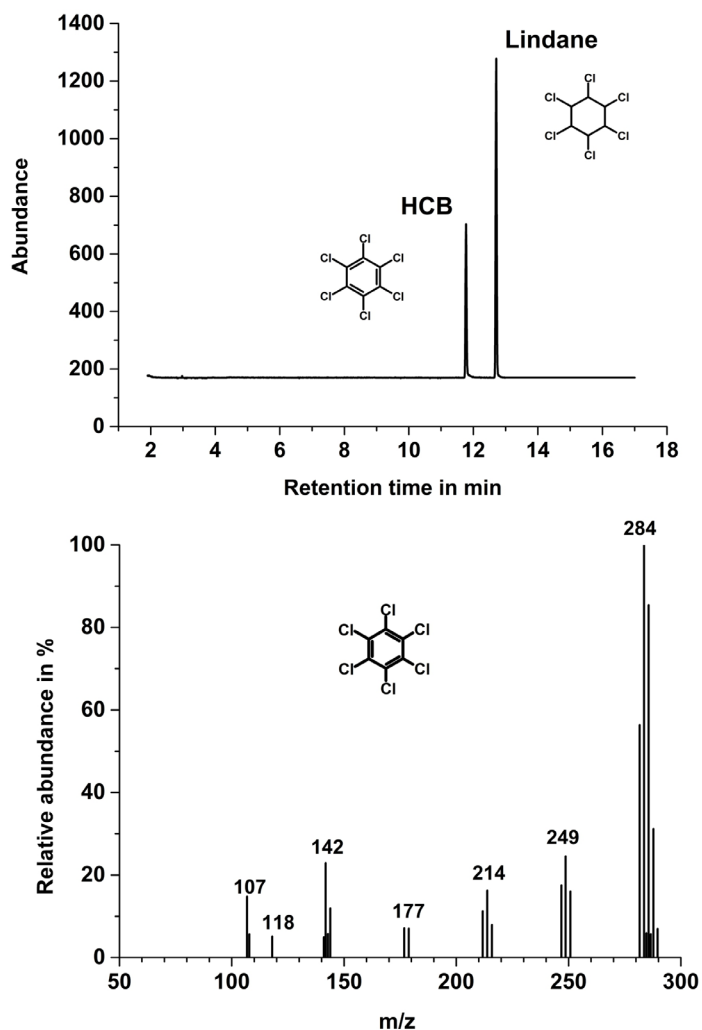 1400
1200
1000
800
600
400
200
0
Abundance
Lindane
Cl
Cl Cl
Cl Cl
Cl
HCB
Cl
Cl Cl
Cl Cl
Cl
2 4 6 8 10 12 14 16 18
Retention time in min
100
80
60
40
20
0
Relative abundance in %
284
Cl
Cl Cl
Cl Cl
Cl
249
142
214
107
177
118
50 100 150 200 250 300
m/z